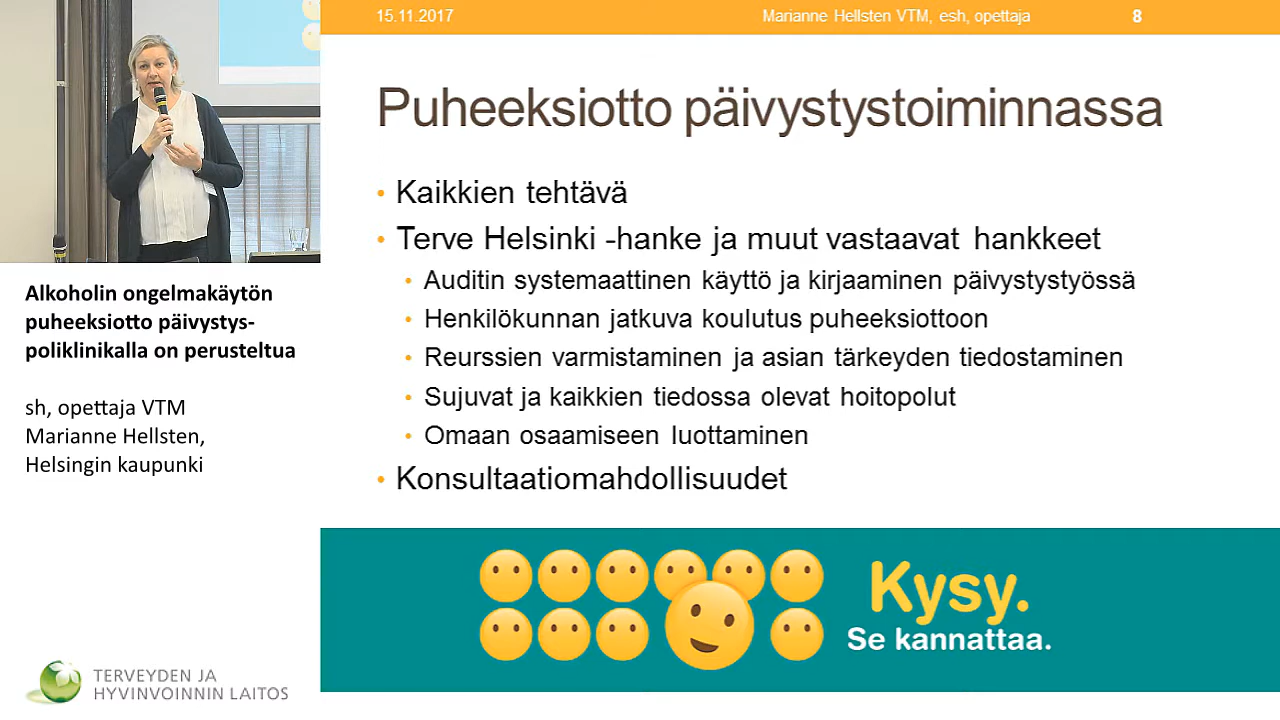 15.11.2017
Marianne Hellsten VTM, esh, opettaja
8
Puheeksiotto päivystystoiminnassa
• Kaikkien tehtävä
• Terve Helsinki -hanke ja muut vastaavat hankkeet
• Auditin systemaattinen käyttö ja kirjaaminen päivystystyössä
• Henkilökunnan jatkuva koulutus puheeksiottoon
• Reurssien varmistaminen ja asian tärkeyden tiedostaminen
• Sujuvat ja kaikkien tiedossa olevat hoitopolut
• Omaan osaamiseen luottaminen
• Konsultaatiomahdollisuudet
Kysy.
Se kannattaa.
Alkoholin ongelmakäytön
puheeksiotto päivystys-
poliklinikalla on perusteltua
sh, opettaja VTM
Marianne Hellsten,
Helsingin kaupunki
TERVEYDEN JA
HYVINVOINNIN LAITOS